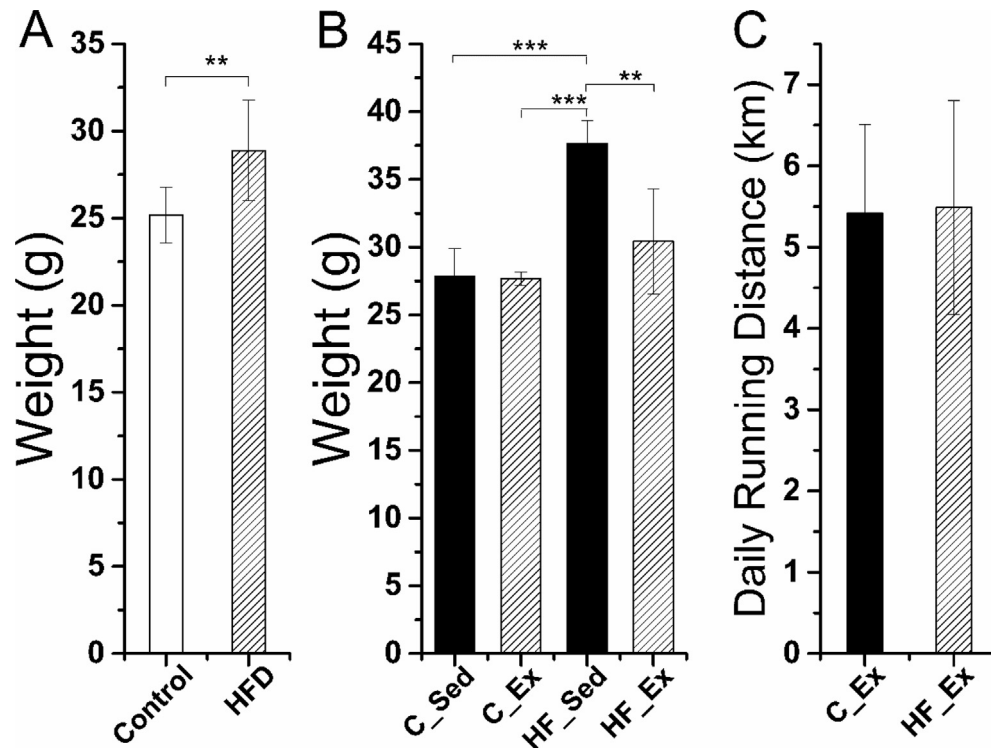 A
Weight (g)
35
30
25
20
15
10
5
0
**
Control
HFD
B
Weight (g)
45
40
35
30
25
20
15
10
5
0
***
***
**
C_Sed
C_Ex
HF_Sed
HF_Ex
C
Daily Running Distance (km)
7
6
5
4
3
2
1
0
C_Ex
HF_Ex